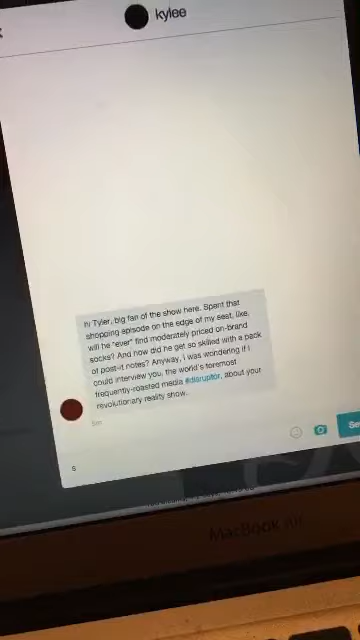 kylee
hi Tyler, big fan of the show here. Spent that
shopping episode on the edge of my seat, like,
will he *ever* find moderately priced on-brand
socks? And how did he get so skilled with a pack
of post-it notes? Anyway, I was wondering if I
could interview you, the world's foremost
frequently-roasted media #disruptor, about your
revolutionary reality show.
Se
MacBook Air